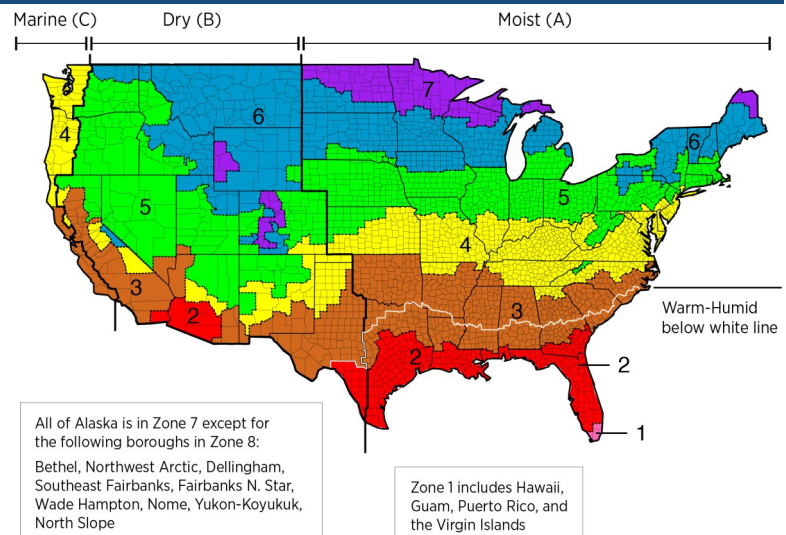 Marine (C)
Dry (B)
Moist (A)
7
6
4
6
5
5
4
3
3
2
Warm-Humid
below white line
2
2
1
All of Alaska is in Zone 7 except for
the following boroughs in Zone 8:
Bethel, Northwest Arctic, Dellingham,
Southeast Fairbanks, Fairbanks N. Star,
Wade Hampton, Nome, Yukon-Koyukuk,
North Slope
Zone 1 includes Hawaii,
Guam, Puerto Rico, and
the Virgin Islands